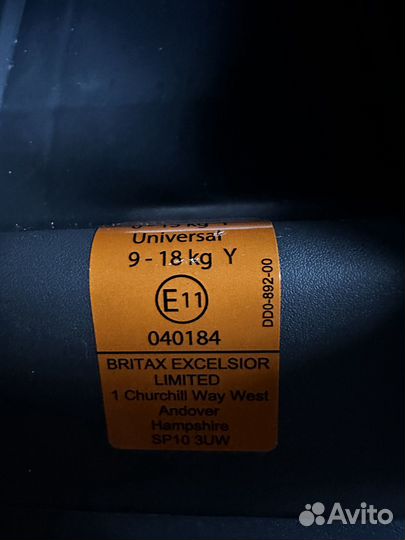 Universal
9 - 18 kg Y
E11
040184
DD0-892-00
BRITAX EXCELSIOR
LIMITED
1 Churchill Way West
Andover
Hampshire
SP10 3UW
Avito